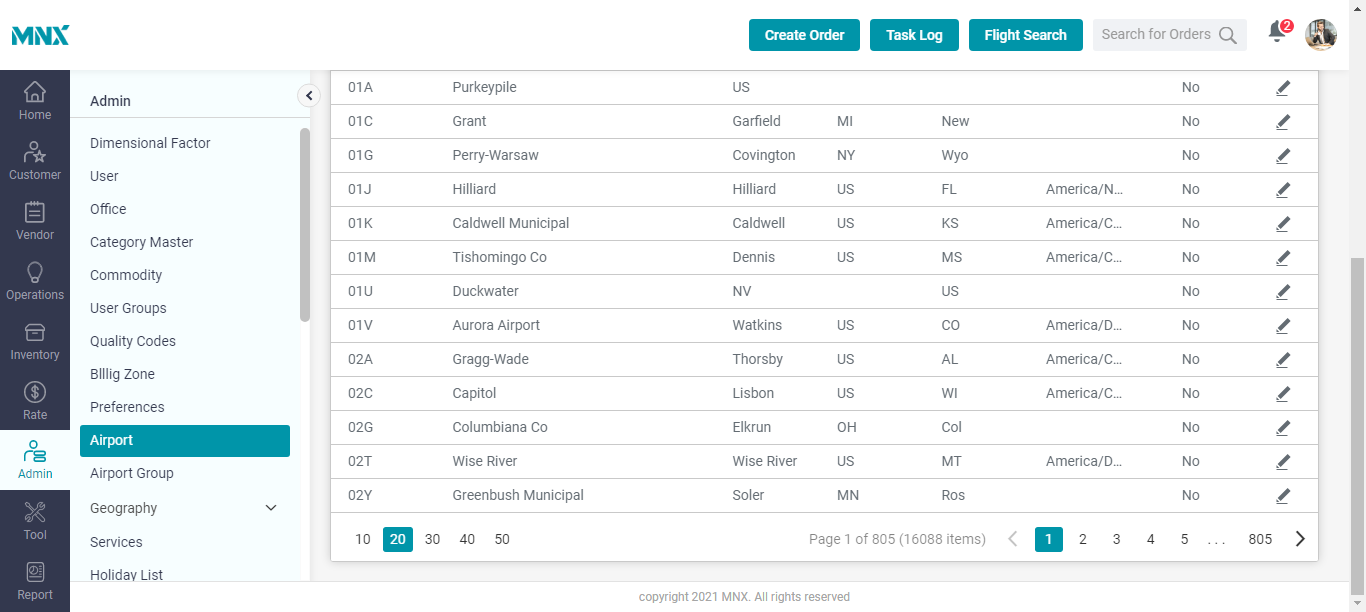 MNX
Create Order Task Log Flight Search Search for Orders 2
Home
Customer
Vendor
Operations
Inventory
Rate
Admin
Tool
Report
Admin
Dimensional Factor
User
Office
Category Master
Commodity
User Groups
Quality Codes
Blllig Zone
Preferences
Airport
Airport Group
Geography
Services
Holiday List
01A Purkeypile US No
01C Grant Garfield MI New No
01G Perry-Warsaw Covington NY Wyo No
01J Hilliard Hilliard US FL America/N... No
01K Caldwell Municipal Caldwell US KS America/C... No
01M Tishomingo Co Dennis US MS America/C... No
01U Duckwater NV US No
01V Aurora Airport Watkins US CO America/D... No
02A Gragg-Wade Thorsby US AL America/C... No
02C Capitol Lisbon US WI America/C... No
02G Columbiana Co Elkrun OH Col No
02T Wise River Wise River US MT America/D... No
02Y Greenbush Municipal Soler MN Ros No
10 20 30 40 50 Page 1 of 805 (16088 items) 1 2 3 4 5 ... 805
copyright 2021 MNX. All rights reserved